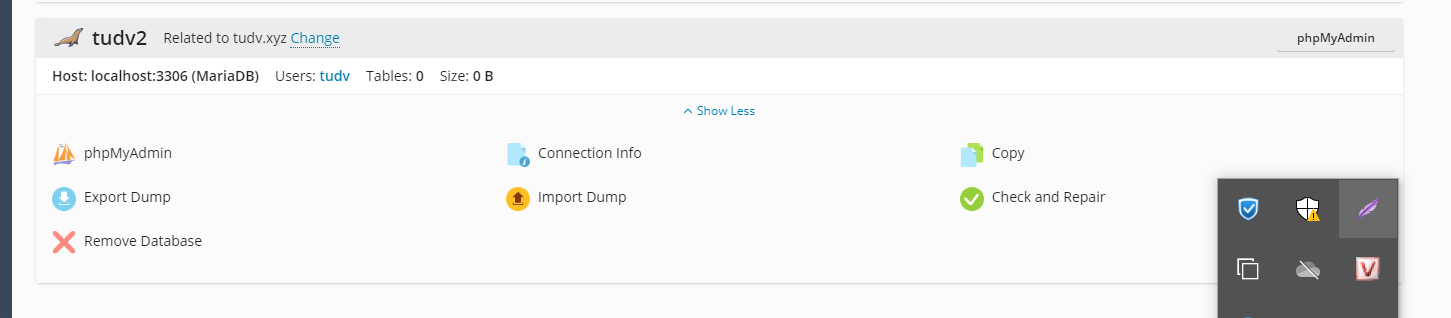 tudv2 Related to tudv.xyz Change phpMyAdmin
Host: localhost:3306 (MariaDB) Users: tudv Tables: 0 Size: 0 B
Show Less
phpMyAdmin Connection Info Copy
Export Dump Import Dump Check and Repair
Remove Database
V